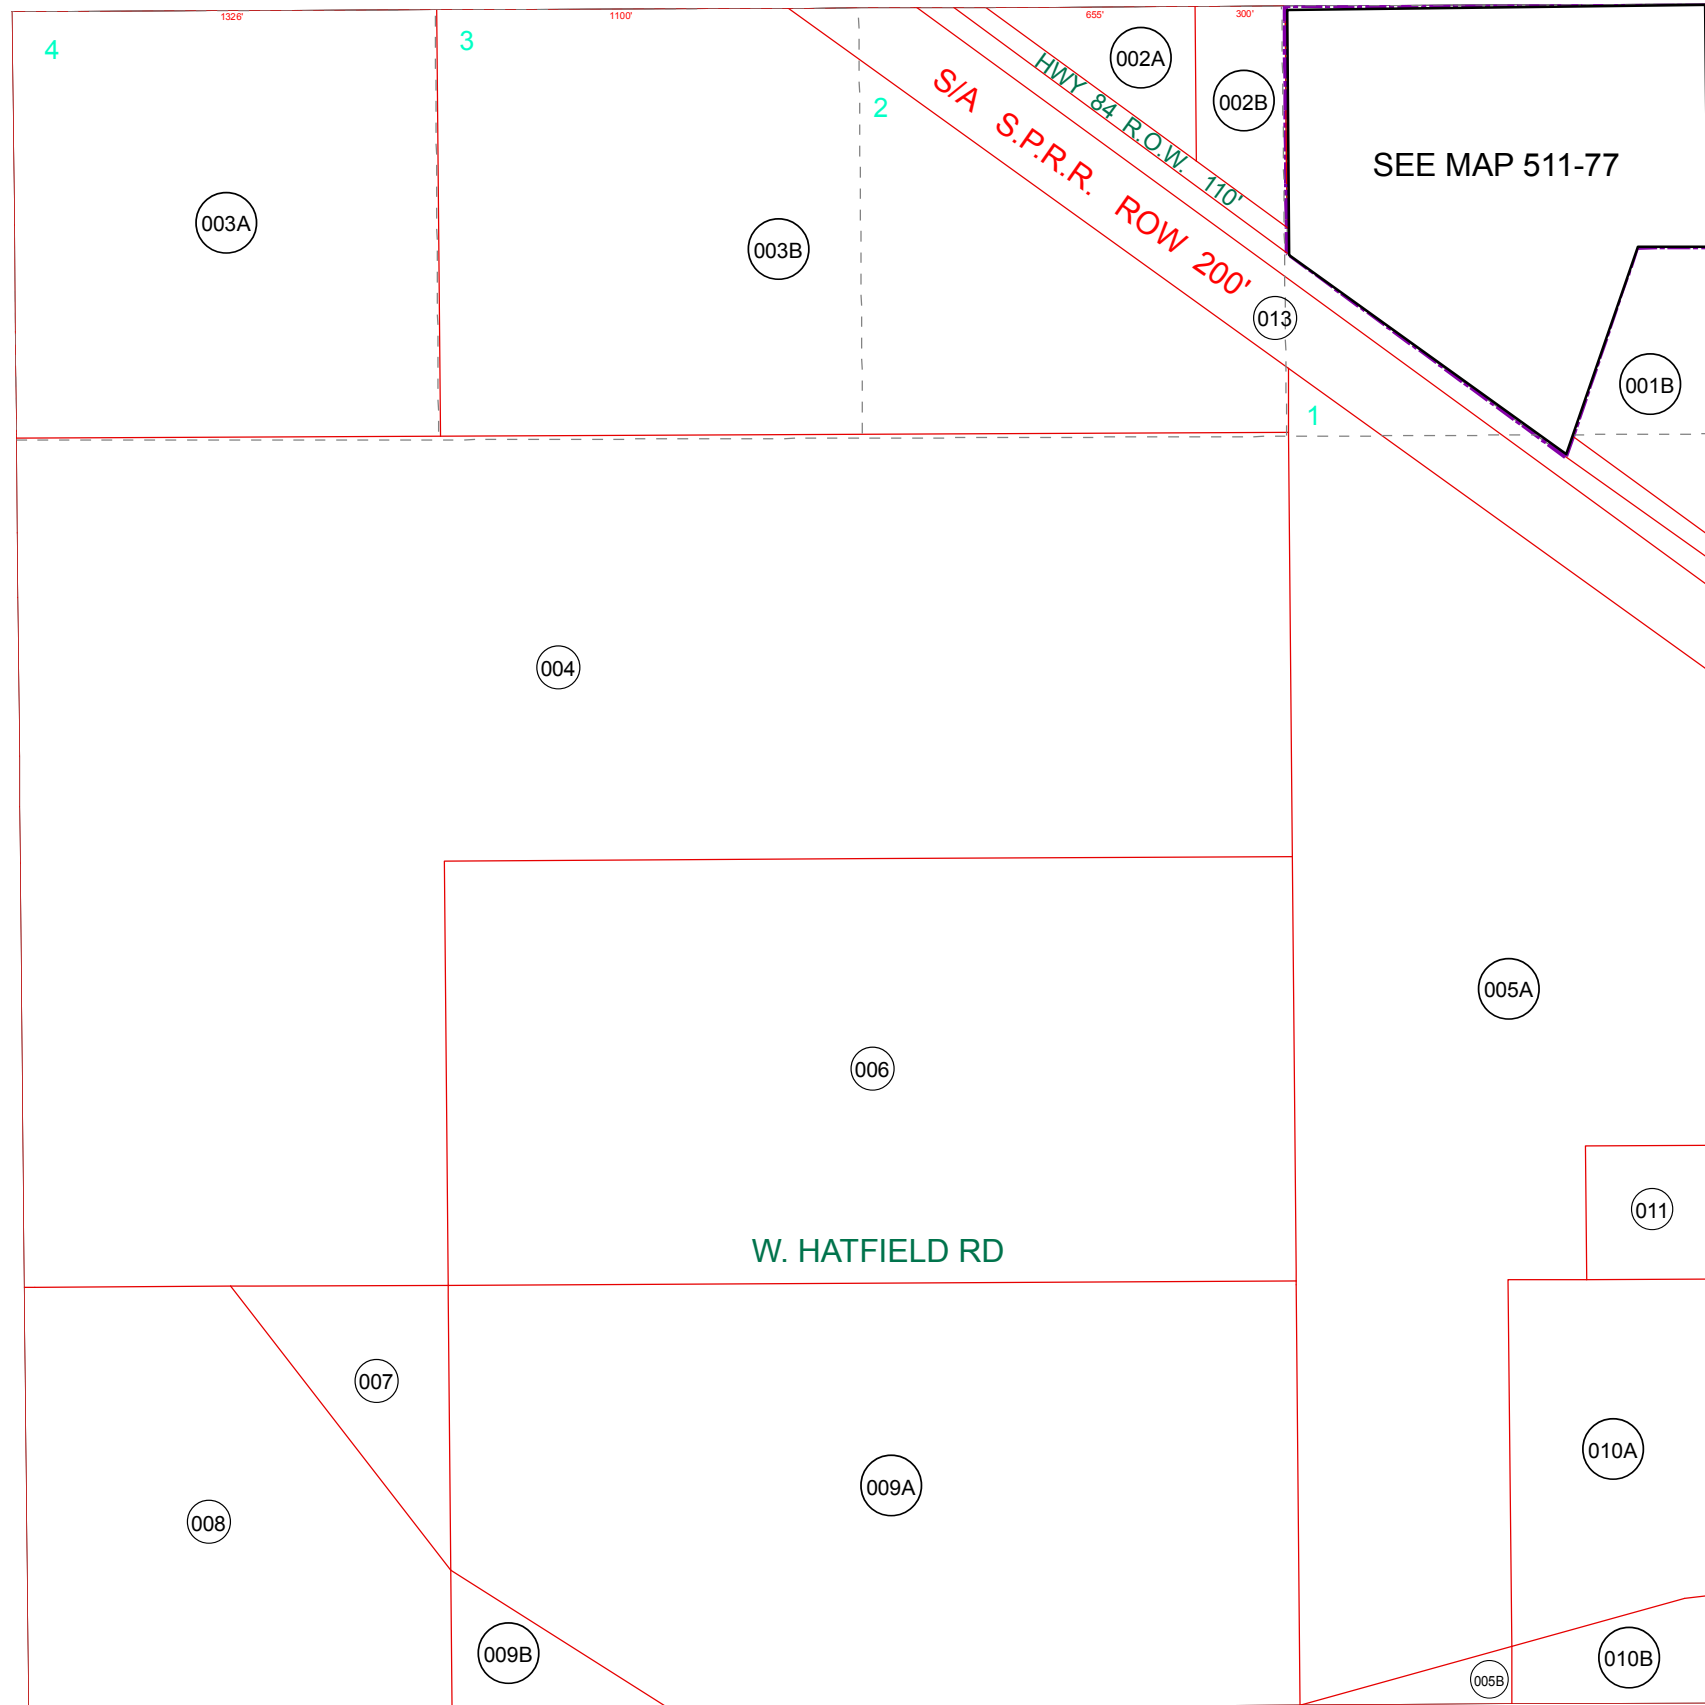 1326'
1100'
655'
300'
4
3
2
002A
002B
HWY 84 R.O.W. 110'
S/A S.P.R.R. ROW 200'
SEE MAP 511-77
003A
003B
013
001B
1
004
005A
006
011
W. HATFIELD RD
007
010A
009A
008
009B
010B
005B